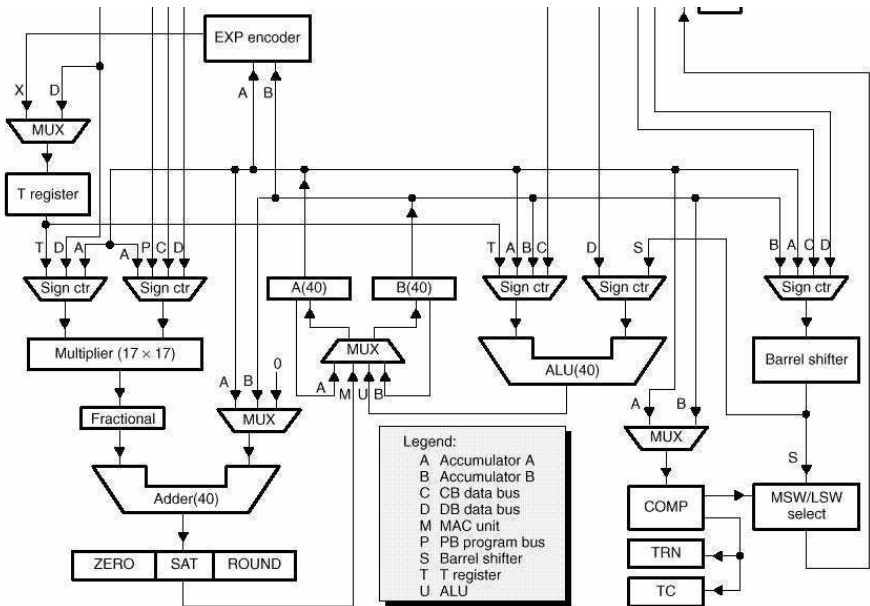 EXP encoder
X D
A B
MUX
T register
T D A A P C D
T A B C D S
B A C D
Sign ctr
Sign ctr
A(40)
B(40)
Sign ctr
Sign ctr
Sign ctr
Multiplier (17 × 17)
MUX
ALU(40)
Barrel shifter
A B 0
A M U B
A B
Fractional
MUX
MUX
Adder(40)
S
COMP
MSW/LSW
select
ZERO SAT ROUND
TRN
TC
Legend:
A Accumulator A
B Accumulator B
C CB data bus
D DB data bus
M MAC unit
P PB program bus
S Barrel shifter
T T register
U ALU